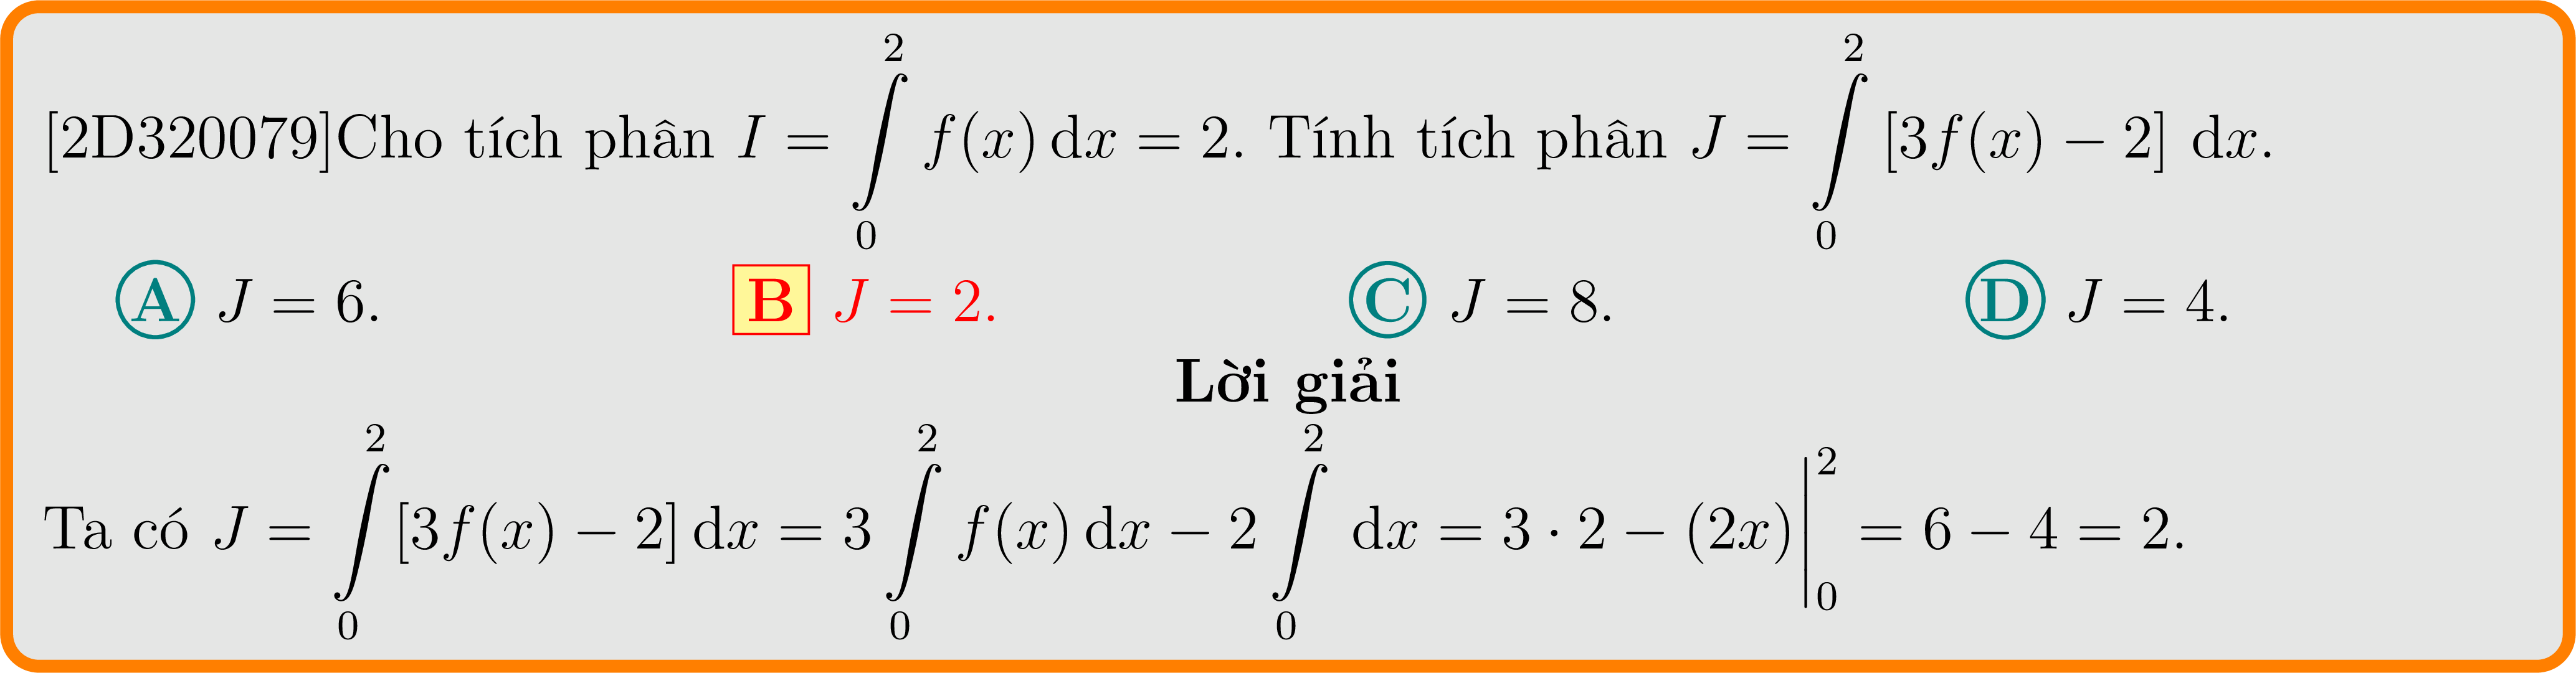 [2D320079]Cho tích phân $I = \int\limits_0^2 f(x)\,\mathrm{d}x = 2$. Tính tích phân $J = \int\limits_0^2 [3f(x) - 2]\,\mathrm{d}x$.
A $J = 6$. B $J = 2$. C $J = 8$. D $J = 4$.
Lời giải
Ta có $J = \int\limits_0^2 [3f(x) - 2]\,\mathrm{d}x = 3\int\limits_0^2 f(x)\,\mathrm{d}x - 2\int\limits_0^2 \mathrm{d}x = 3 \cdot 2 - (2x)\Big|_0^2 = 6 - 4 = 2$.